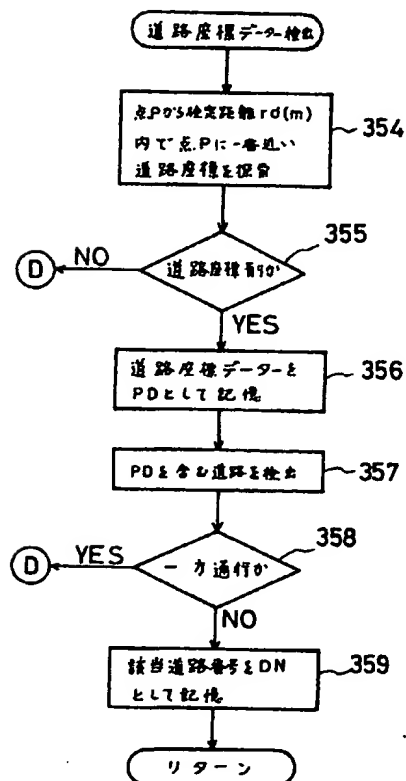 道路座標データー検出
点Pから検定距離rd(m)
内で点Pに一番近い
道路座標を捜査
354
道路座標有りか
355
NO
D
YES
道路座標データーを
PDとして記憶
356
PDを含む道路を検出
357
一方通行か
358
YES
D
NO
該当道路番号をDN
として記憶
359
リターン